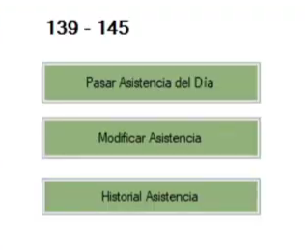 139 - 145
Pasar Asistencia del Día
Modificar Asistencia
Historial Asistencia